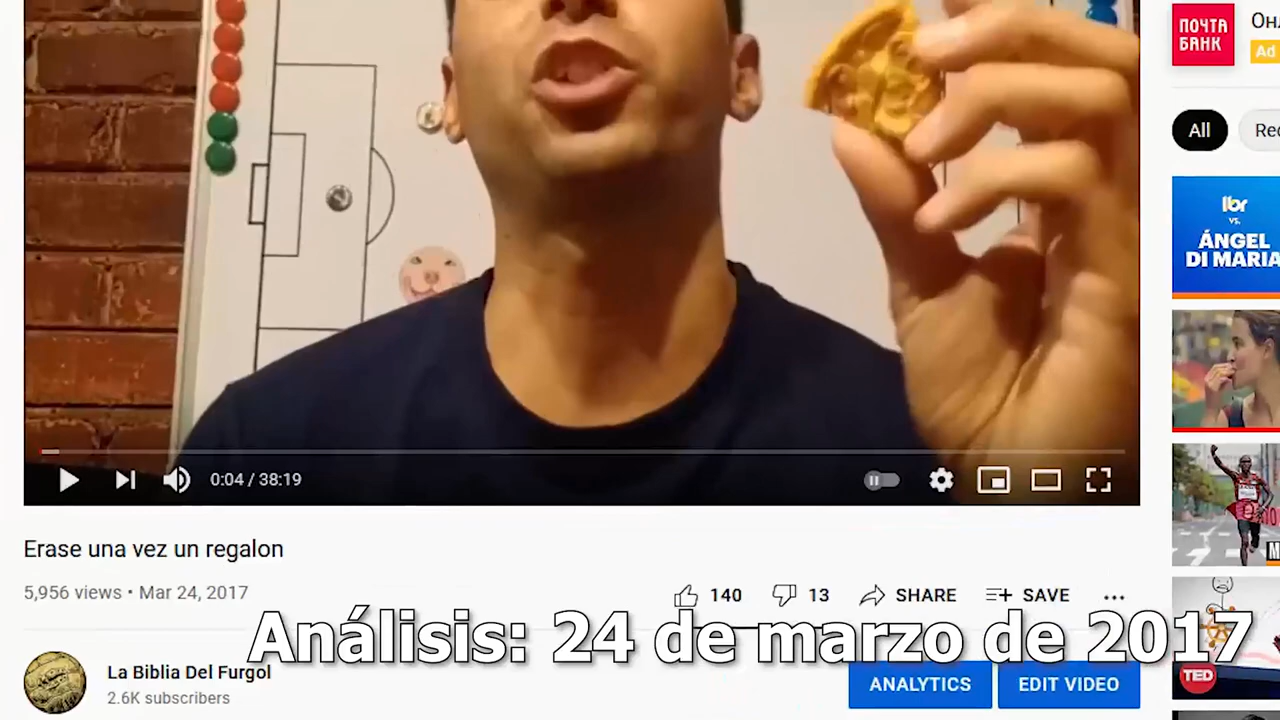 ПОЧТА
БАНК
Ad
All
lbr
vs.
ÁNGEL
DI MARIA
0:04 / 38:19
Erase una vez un regalon
5,956 views • Mar 24, 2017
140
13
SHARE
SAVE
Análisis: 24 de marzo de 2017
La Biblia Del Furgol
2.6K subscribers
ANALYTICS
EDIT VIDEO
TED